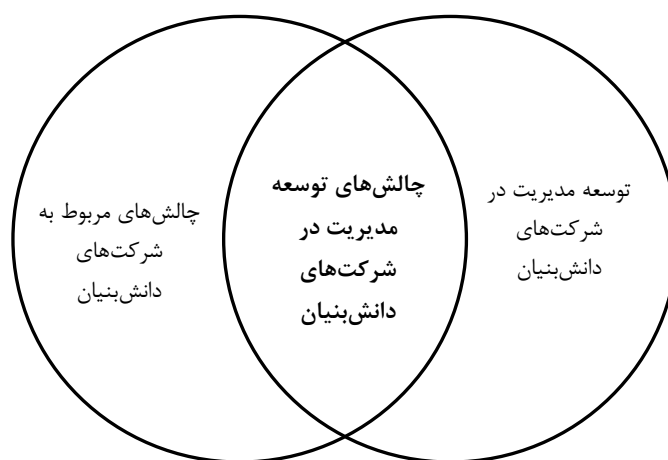 توسعه مدیریت در
شرکت‌های
دانش‌بنیان
چالش‌های توسعه
مدیریت در
شرکت‌های
دانش‌بنیان
چالش‌های مربوط به
شرکت‌های
دانش‌بنیان